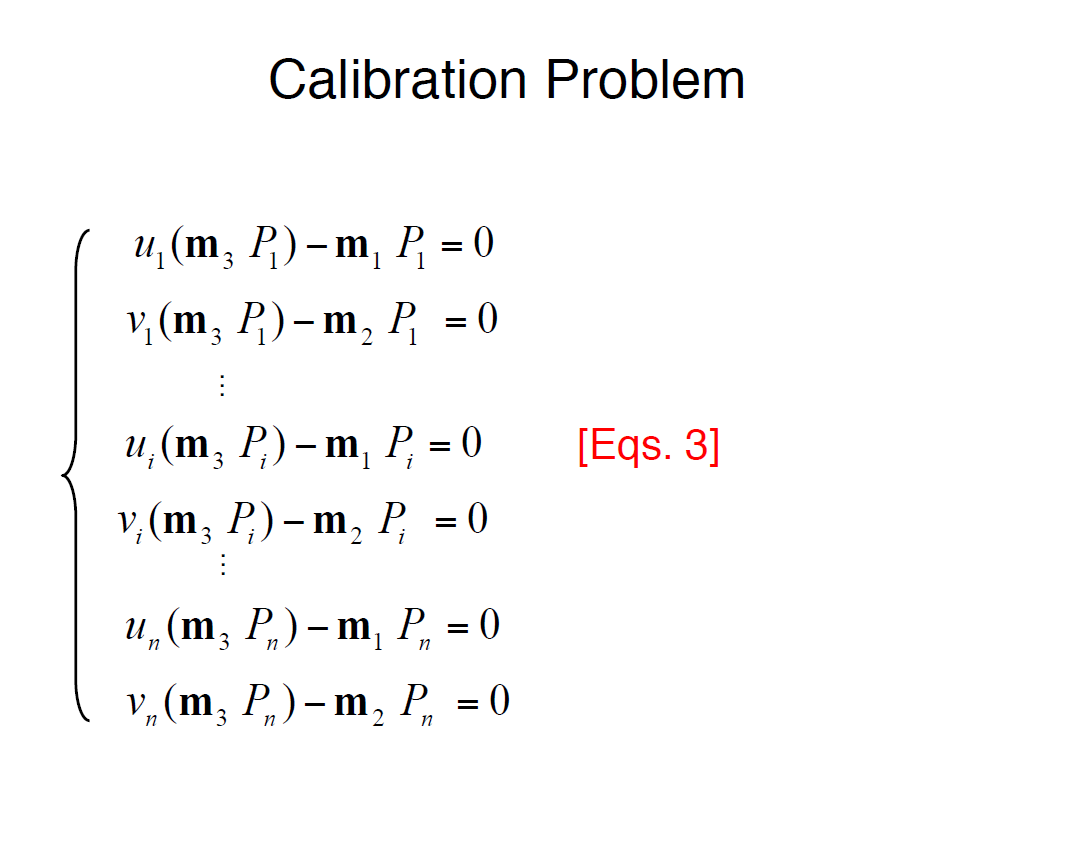 Calibration Problem
u₁(m₃ P₁) − m₁ P₁ = 0
v₁(m₃ P₁) − m₂ P₁ = 0
⋮
uᵢ(m₃ Pᵢ) − m₁ Pᵢ = 0 [Eqs. 3]
vᵢ(m₃ Pᵢ) − m₂ Pᵢ = 0
⋮
uₙ(m₃ Pₙ) − m₁ Pₙ = 0
vₙ(m₃ Pₙ) − m₂ Pₙ = 0